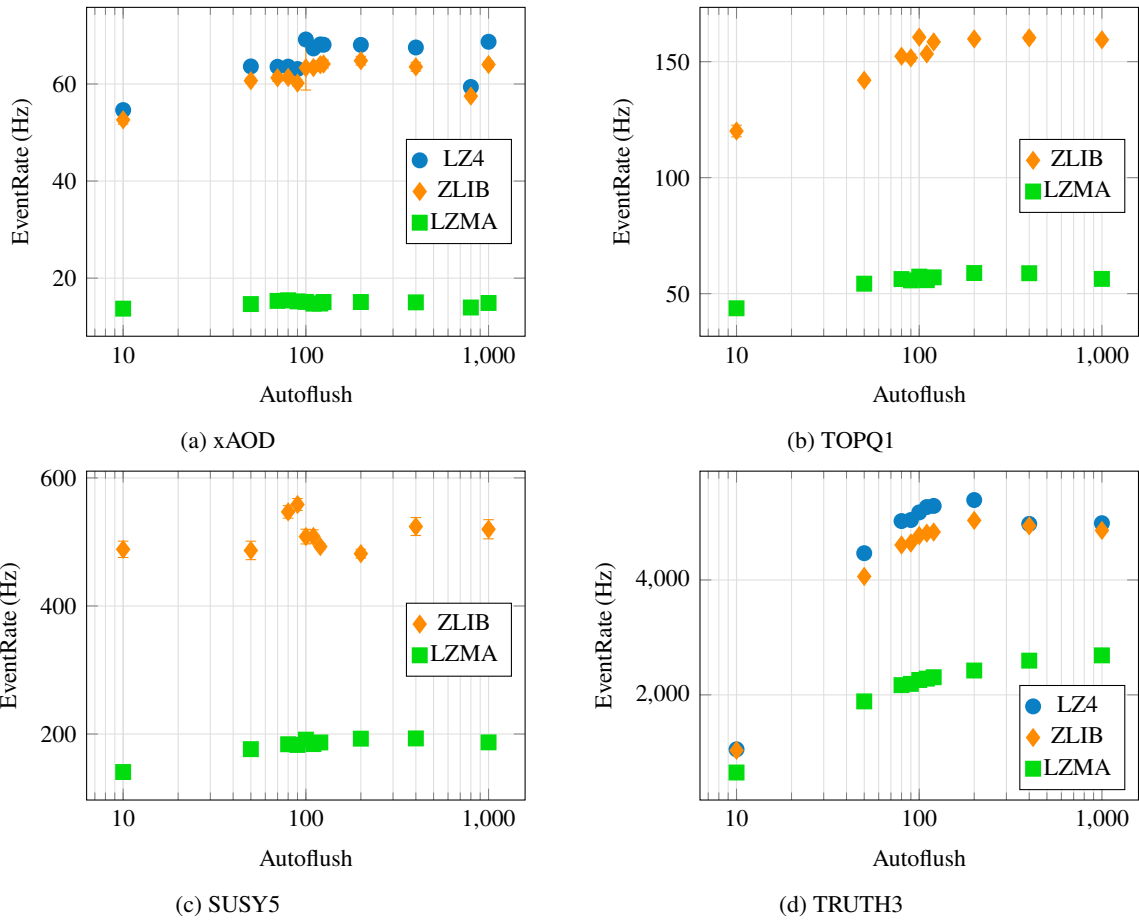 60
40
20
EventRate (Hz)
LZ4
ZLIB
LZMA
10
100
1,000
Autoflush
(a) xAOD
150
100
50
EventRate (Hz)
ZLIB
LZMA
10
100
1,000
Autoflush
(b) TOPQ1
600
400
200
EventRate (Hz)
ZLIB
LZMA
10
100
1,000
Autoflush
(c) SUSY5
4,000
2,000
EventRate (Hz)
LZ4
ZLIB
LZMA
10
100
1,000
Autoflush
(d) TRUTH3